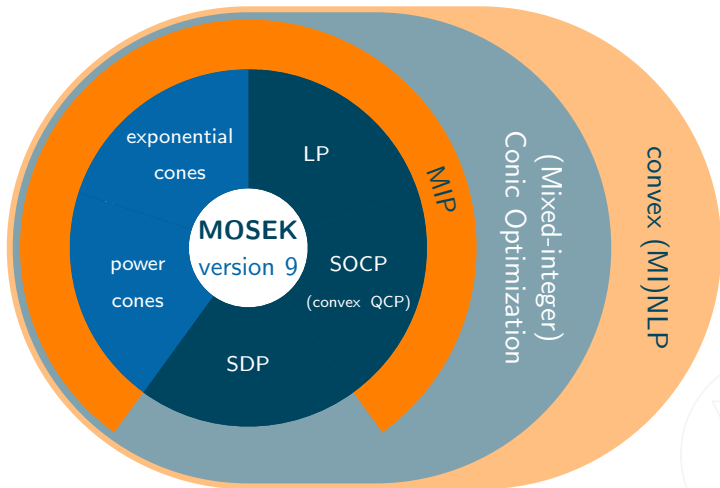 exponential
cones
LP
MOSEK
version 9
power
cones
SOCP
(convex QCP)
SDP
MIP
(Mixed-integer)
Conic Optimization
convex (MI)NLP